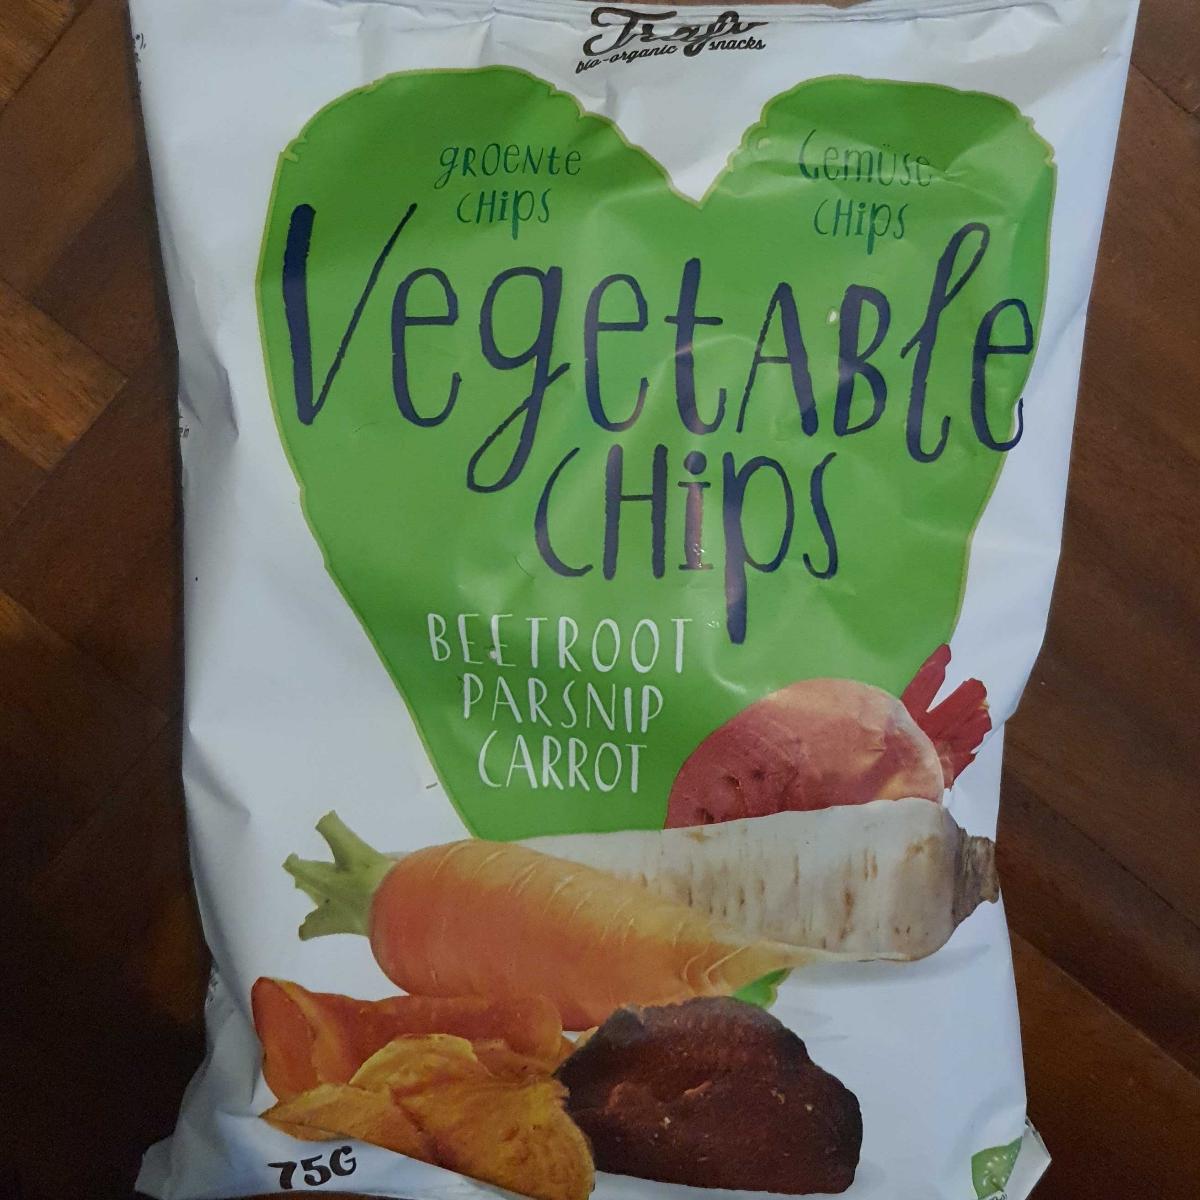 Trafo
bio-organic snacks
GROENTE
CHIPS
GEMÜSE
CHIPS
VEGETABLE
CHIPS
BEETROOT
PARSNIP
CARROT
75G